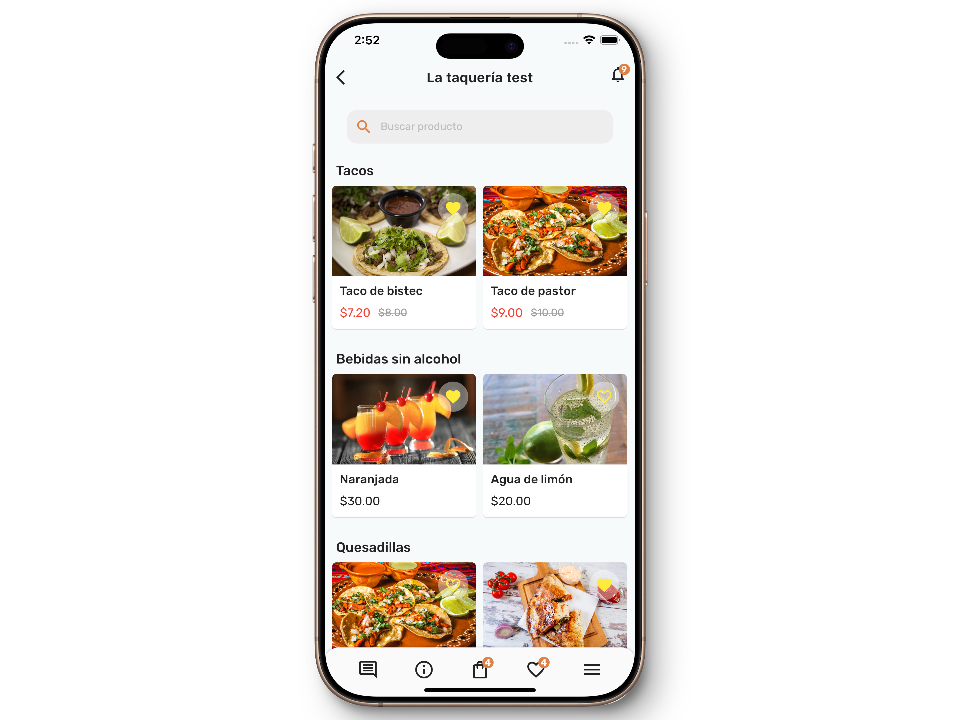 2:52
La taquería test
9
Buscar producto
Tacos
Taco de bistec
$7.20 $8.00
Taco de pastor
$9.00 $10.00
Bebidas sin alcohol
Naranjada
$30.00
Agua de limón
$20.00
Quesadillas
4
4